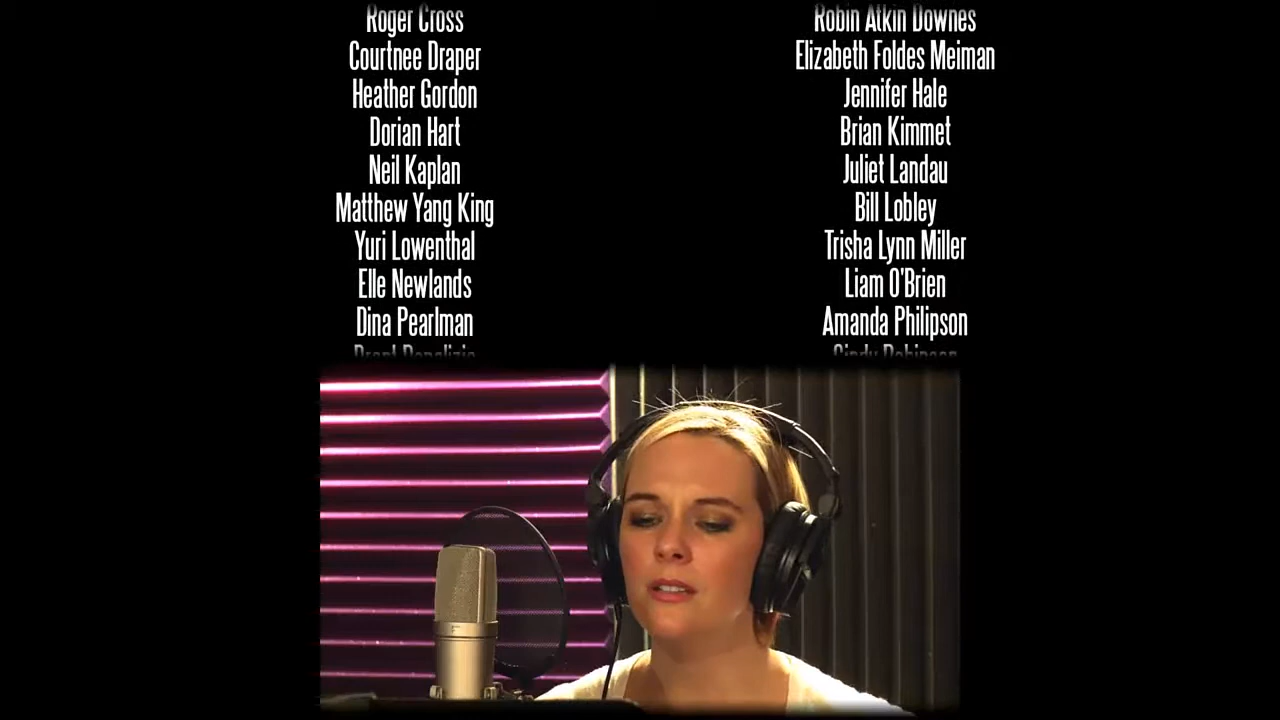 Roger Cross
Courtnee Draper
Heather Gordon
Dorian Hart
Neil Kaplan
Matthew Yang King
Yuri Lowenthal
Elle Newlands
Dina Pearlman
Robin Atkin Downes
Elizabeth Foldes Meiman
Jennifer Hale
Brian Kimmet
Juliet Landau
Bill Lobley
Trisha Lynn Miller
Liam O'Brien
Amanda Philipson
Cindy Robinson